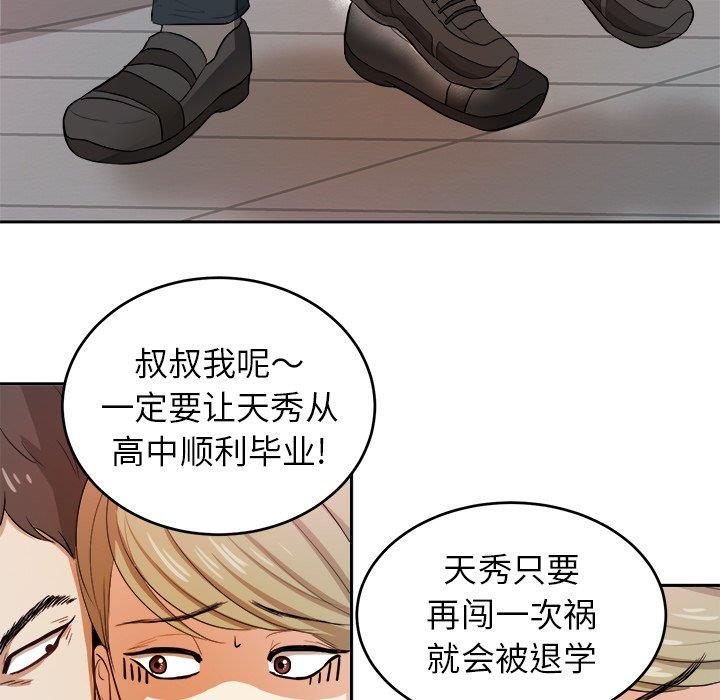 叔叔我呢～
一定要让天秀从
高中顺利毕业!
天秀只要
再闯一次祸
就会被退学